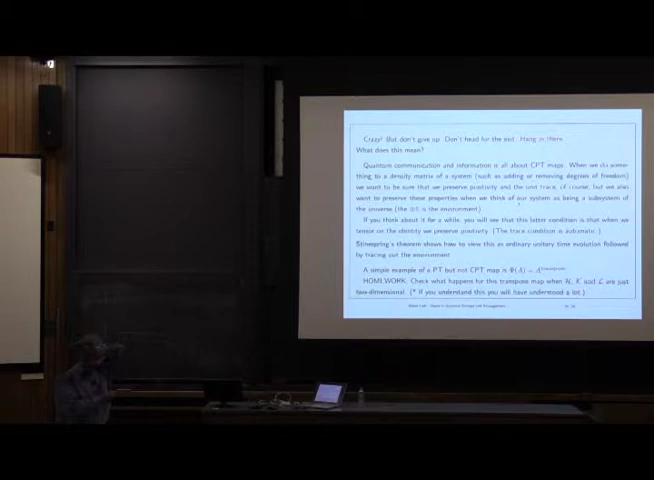 Crazy! But don't give up. Don't head for the exit. Hang in there.
What does this mean?
Quantum communication and information is all about CPT maps. When we do some-
thing to a density matrix of a system (such as adding or removing degrees of freedom)
we want to be sure that we preserve positivity and the unit trace, of course, but we also
want to preserve these properties when we think of our system as being a subsystem of
the universe (the is the environment)
If you think about it for a while, you will see that this latter condition is that when we
tensor on the identity we preserve positivity. (The trace condition is automatic.)
Stinespring's theorem shows how to view this as ordinary unitary time evolution followed
by tracing out the environment
A simple example of a PT but not CPT map is Φ(A) = A^transpose
HOMEWORK: Check what happens for this transpose map when H, K and L are just
two-dimensional. (* If you understand this you will have understood a lot.)